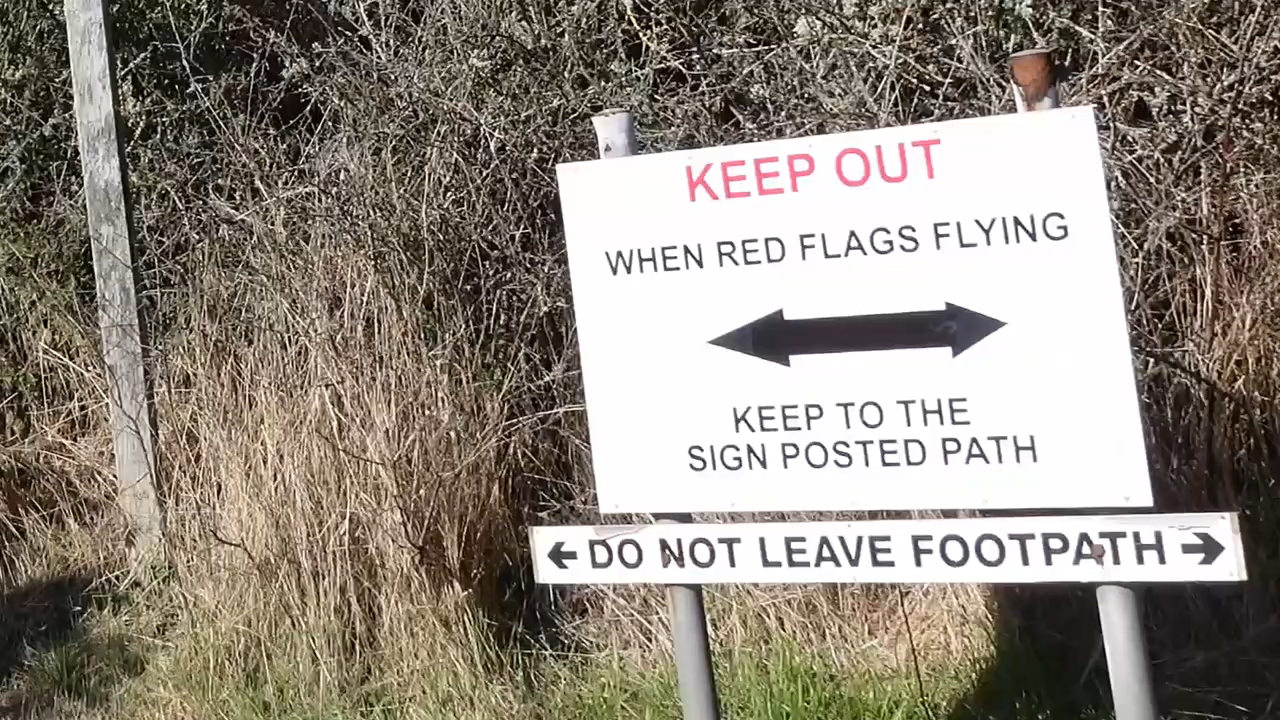 KEEP OUT
WHEN RED FLAGS FLYING
KEEP TO THE
SIGN POSTED PATH
DO NOT LEAVE FOOTPATH